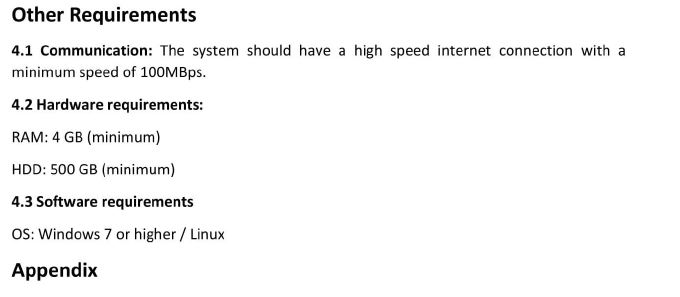 Other Requirements
4.1 Communication: The system should have a high speed internet connection with a
minimum speed of 100MBps.
4.2 Hardware requirements:
RAM: 4 GB (minimum)
HDD: 500 GB (minimum)
4.3 Software requirements
OS: Windows 7 or higher / Linux
Appendix